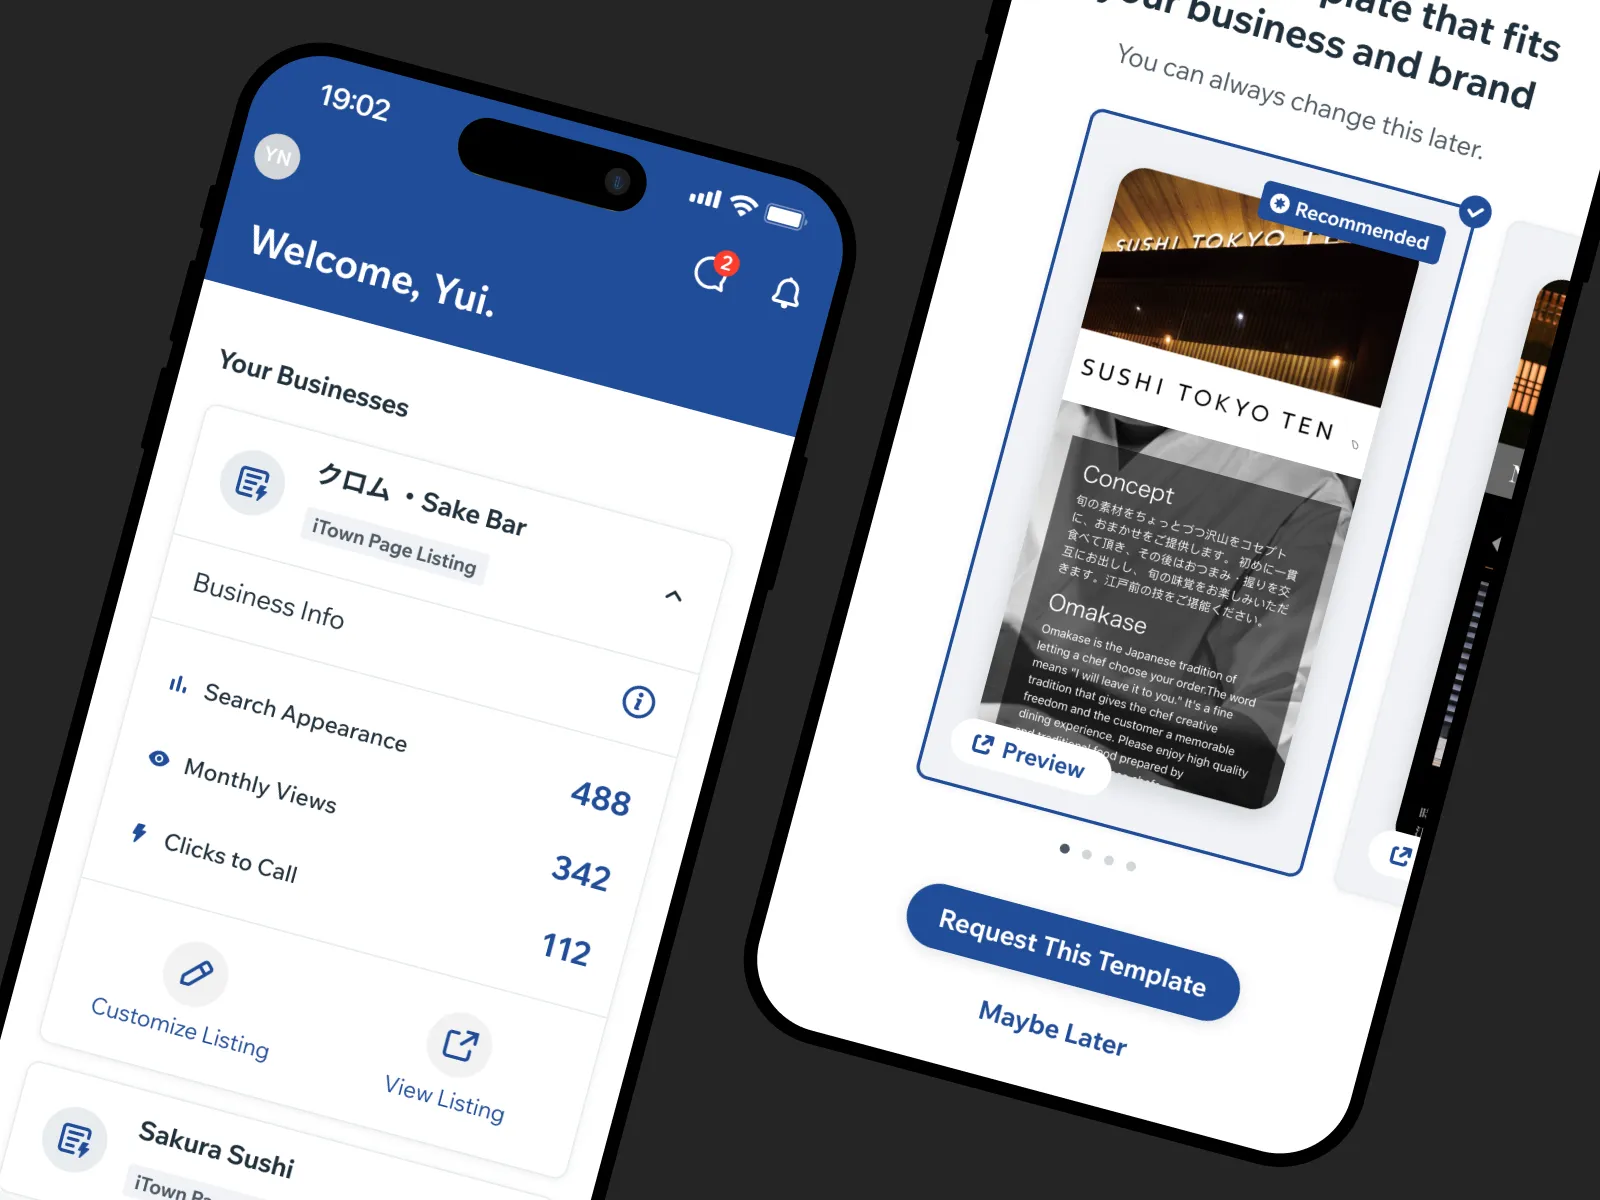 19:02
YN
2
Welcome, Yui.
Your Businesses
クロム・Sake Bar
iTown Page Listing
Business Info
Search Appearance
488
Monthly Views
342
Clicks to Call
112
Customize Listing
View Listing
Sakura Sushi
that fits
business and brand
You can always change this later.
Recommended
SUSHI TOKYO
SUSHI TOKYO TEN
Concept
旬の素材をちょっとづつ沢山をコセプト
に、おまかせをご提供します。 初めに一貫
食べて頂き、その後はおつまみ・握りを交
互にお出しし、 旬の味覚をお楽しみいただ
きます。江戸前の技をご堪能ください。
Omakase
Omakase is the Japanese tradition of
letting a chef choose your order.The word
means "I will leave it to you." It's a fine
tradition that gives the chef creative
freedom and the customer a memorable
dining experience. Please enjoy high quality
food prepared by
Preview
Request This Template
Maybe Later